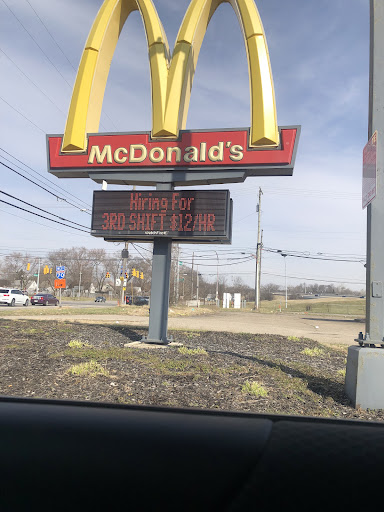 McDonald's
Hiring For
3RD SHIFT $12/HR